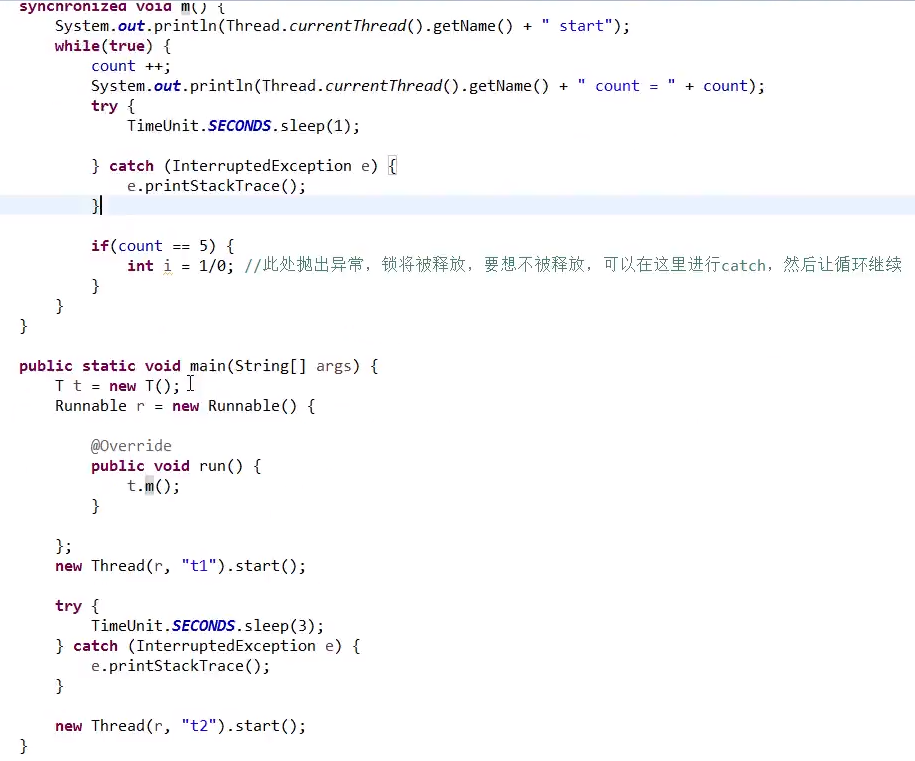 synchronized void m() {
System.out.println(Thread.currentThread().getName() + " start");
while(true) {
count ++;
System.out.println(Thread.currentThread().getName() + " count = " + count);
try {
TimeUnit.SECONDS.sleep(1);
} catch (InterruptedException e) {
e.printStackTrace();
}
if(count == 5) {
int i = 1/0; //此处抛出异常，锁将被释放，要想不被释放，可以在这里进行catch，然后让循环继续
}
}
}
public static void main(String[] args) {
T t = new T();
Runnable r = new Runnable() {
@Override
public void run() {
t.m();
}
};
new Thread(r, "t1").start();
try {
TimeUnit.SECONDS.sleep(3);
} catch (InterruptedException e) {
e.printStackTrace();
}
new Thread(r, "t2").start();
}